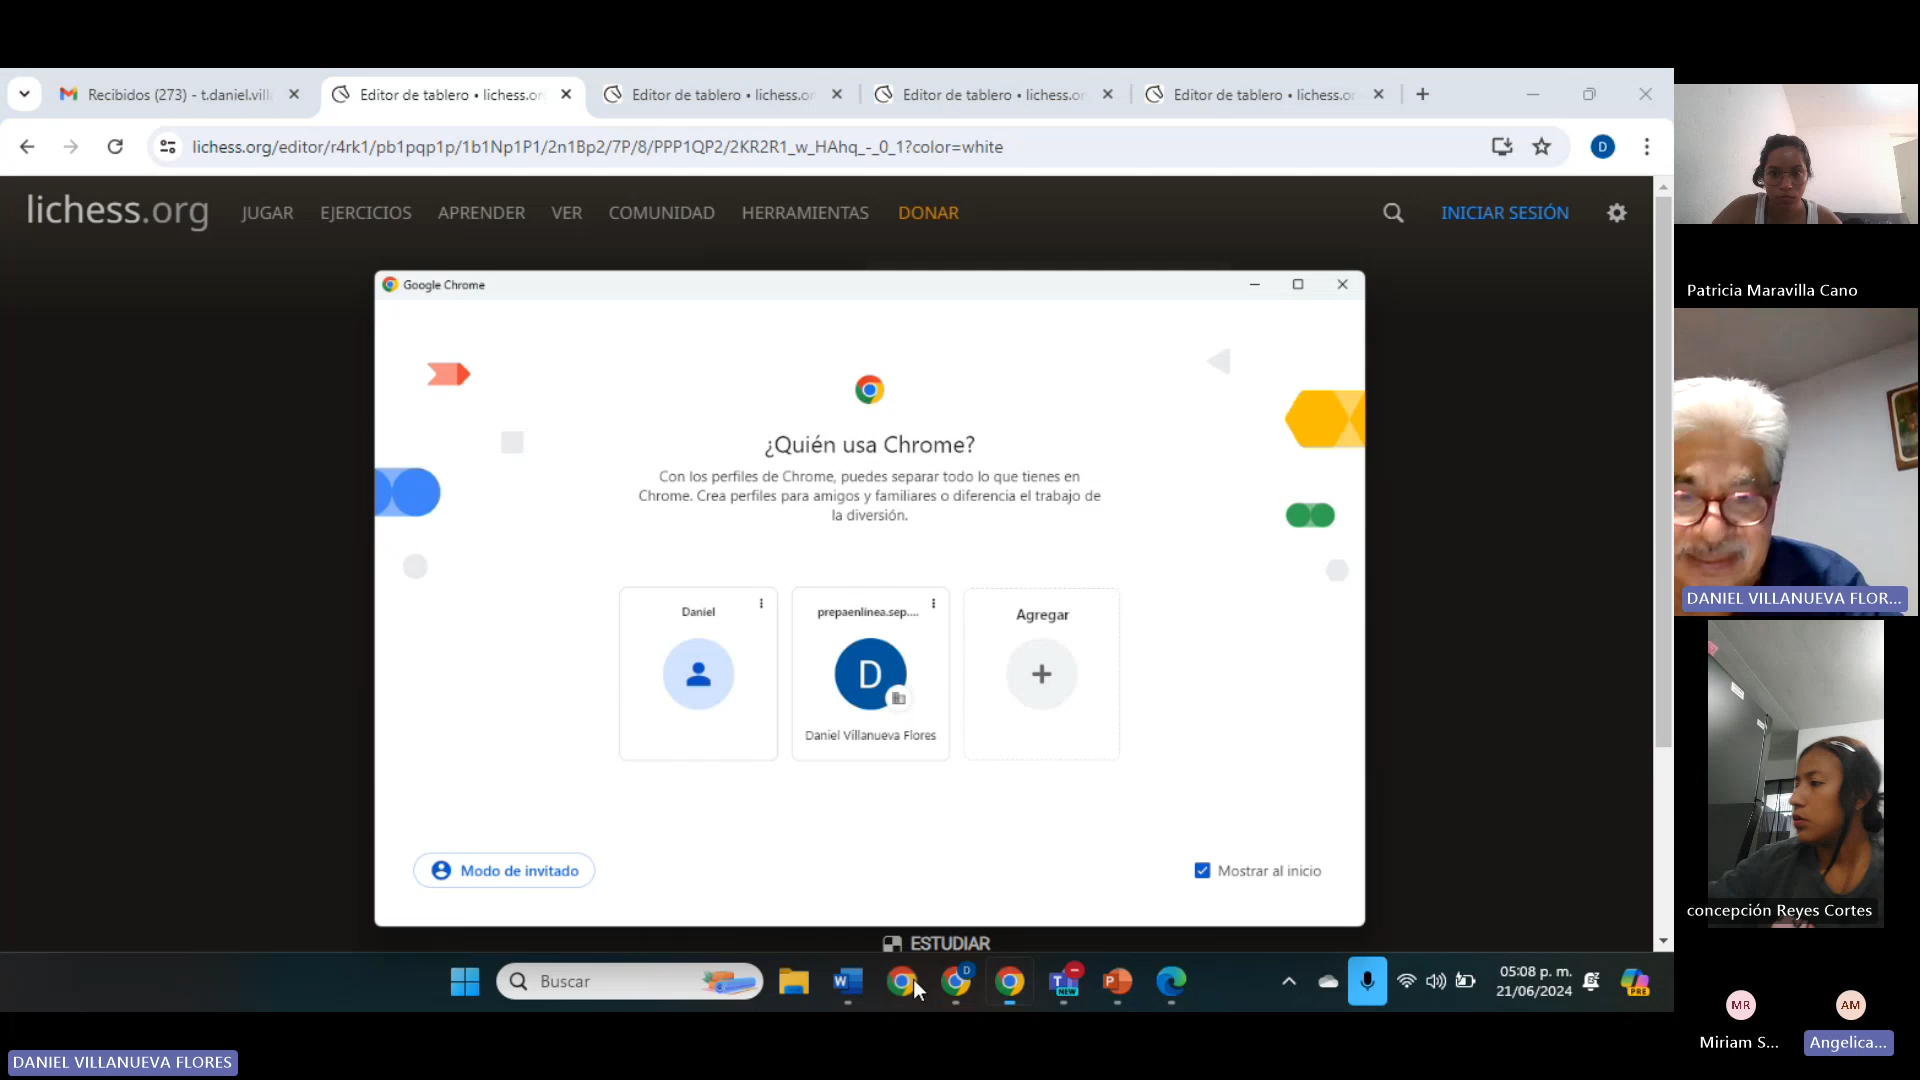 Recibidos (273) - t.daniel.vill
Editor de tablero • lichess.or
Editor de tablero • lichess.or
Editor de tablero • lichess.or
Editor de tablero • lichess.or
lichess.org/editor/r4rk1/pb1pqp1p/1b1Np1P1/2n1Bp2/7P/8/PPP1QP2/2KR2R1_w_HAhq_-_0_1?color=white
D
lichess.org
JUGAR
EJERCICIOS
APRENDER
VER
COMUNIDAD
HERRAMIENTAS
DONAR
INICIAR SESIÓN
Google Chrome
¿Quién usa Chrome?
Con los perfiles de Chrome, puedes separar todo lo que tienes en
Chrome. Crea perfiles para amigos y familiares o diferencia el trabajo de
la diversión.
Daniel
prepaenlinea.sep....
Agregar
D
Daniel Villanueva Flores
Modo de invitado
Mostrar al inicio
ESTUDIAR
Buscar
W
D
T
NEW
P
05:08 p. m.
21/06/2024
PRE
Patricia Maravilla Cano
DANIEL VILLANUEVA FLOR...
concepción Reyes Cortes
MR
AM
Miriam S...
Angelica...
DANIEL VILLANUEVA FLORES